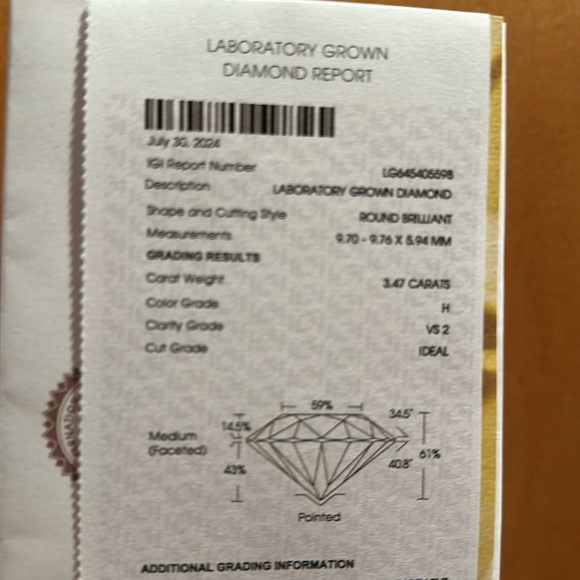 LABORATORY GROWN
DIAMOND REPORT
July 30, 2024
IGI Report Number LG645405598
Description LABORATORY GROWN DIAMOND
Shape and Cutting Style ROUND BRILLIANT
Measurements 9.70 - 9.76 X 5.94 MM
GRADING RESULTS
Carat Weight 3.47 CARATS
Color Grade H
Clarity Grade VS 2
Cut Grade IDEAL
59%
14.5% 34.5°
Medium
(Faceted)
61%
43% 40.8°
Pointed
ADDITIONAL GRADING INFORMATION